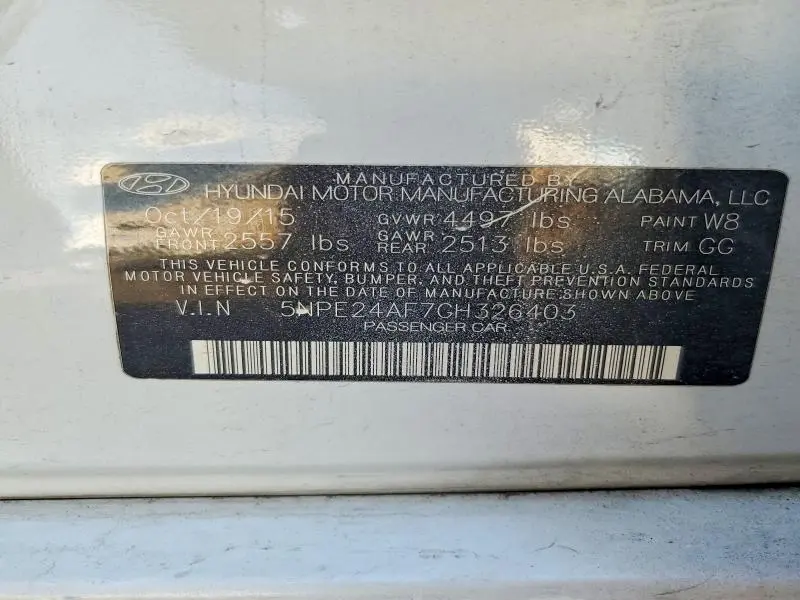 MANUFACTURED BY
HYUNDAI MOTOR MANUFACTURING ALABAMA, LLC
Oct/19/15 GVWR 4497 lbs PAINT W8
GAWR FRONT 2557 lbs GAWR REAR 2513 lbs TRIM GG
THIS VEHICLE CONFORMS TO ALL APPLICABLE U.S.A. FEDERAL
MOTOR VEHICLE SAFETY, BUMPER, AND THEFT PREVENTION STANDARDS
IN EFFECT ON THE DATE OF MANUFACTURE SHOWN ABOVE.
V.I.N 5NPE24AF7GH326403
PASSENGER CAR